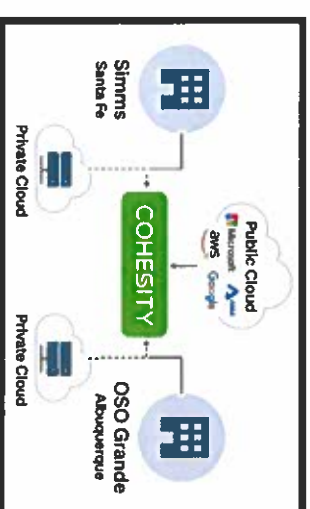 Public Cloud
Microsoft
aws
Google
Simms
Santa Fe
COHESITY
OSO Grande
Albuquerque
Private Cloud
Private Cloud